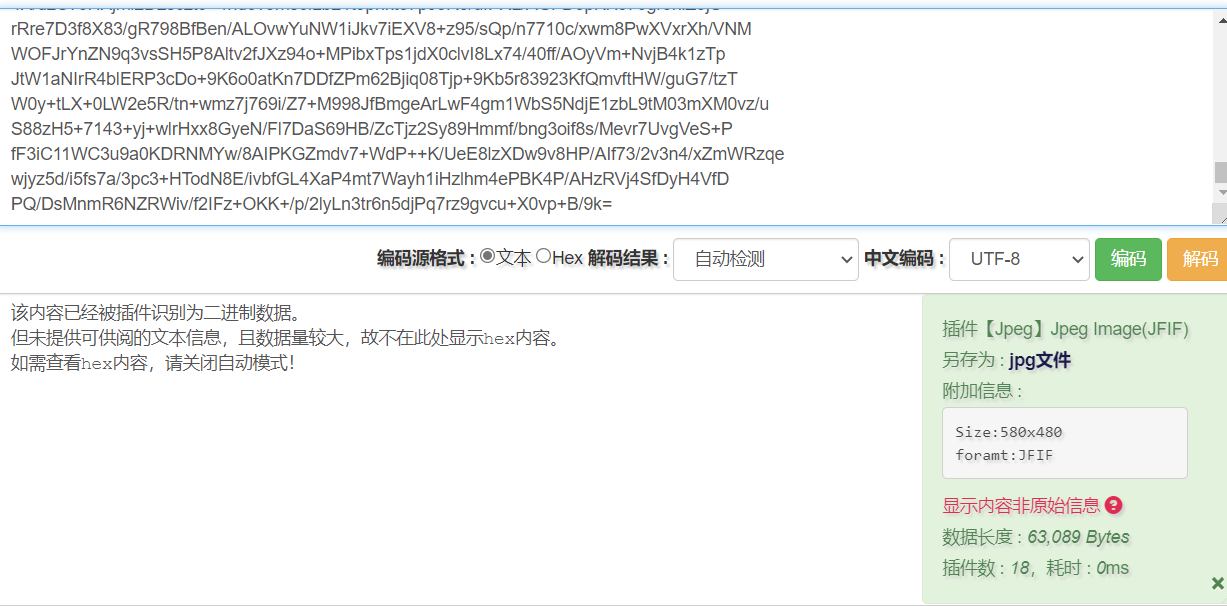 rRre7D3f8X83/gR798BfBen/ALOvwYuNW1iJkv7iEXV8+z95/sQp/n7710c/xwm8PwXVxrXh/VNM
WOFJrYnZN9q3vsSH5P8Altv2fJXz94o+MPibxTps1jdX0clvI8Lx74/40ff/AOyVm+NvjB4k1zTp
JtW1aNIrR4blERP3cDo+9K6o0atKn7DDfZPm62Bjiq08Tjp+9Kb5r83923KfQmvftHW/guG7/tzT
W0y+tLX+0LW2e5R/tn+wmz7j769i/Z7+M998JfBmgeArLwF4gm1WbS5NdjE1zbL9tM03mXM0vz/u
S88zH5+7143+yj+wlrHxx8GyeN/Fl7DaS69HB/ZcTjz2Sy89Hmmf/bng3oif8s/Mevr7UvgVeS+P
fF3iC11WC3u9a0KDRNMYw/8AIPKGZmdv7+WdP++K/UeE8lzXDw9v8HP/AIf73/2v3n4/xZmWRzqe
wjyz5d/i5fs7a/3pc3+HTodN8E/ivbfGL4XaP4mt7Wayh1iHzlhm4ePBK4P/AHzRVj4SfDyH4VfD
PQ/DsMnmR6NZRWiv/f2IFz+OKK+/p/2lyLn3tr6n5djPq7rz9gvcu+X0vp+B/9k=
编码源格式 : 文本 Hex 解码结果 : 自动检测 中文编码 : UTF-8 编码 解码
该内容已经被插件识别为二进制数据。
但未提供可供阅的文本信息，且数据量较大，故不在此处显示hex内容。
如需查看hex内容，请关闭自动模式！
插件【Jpeg】Jpeg Image(JFIF)
另存为 : jpg文件
附加信息 :
Size:580x480
foramt:JFIF
显示内容非原始信息
数据长度 : 63,089 Bytes
插件数 : 18，耗时 : 0ms